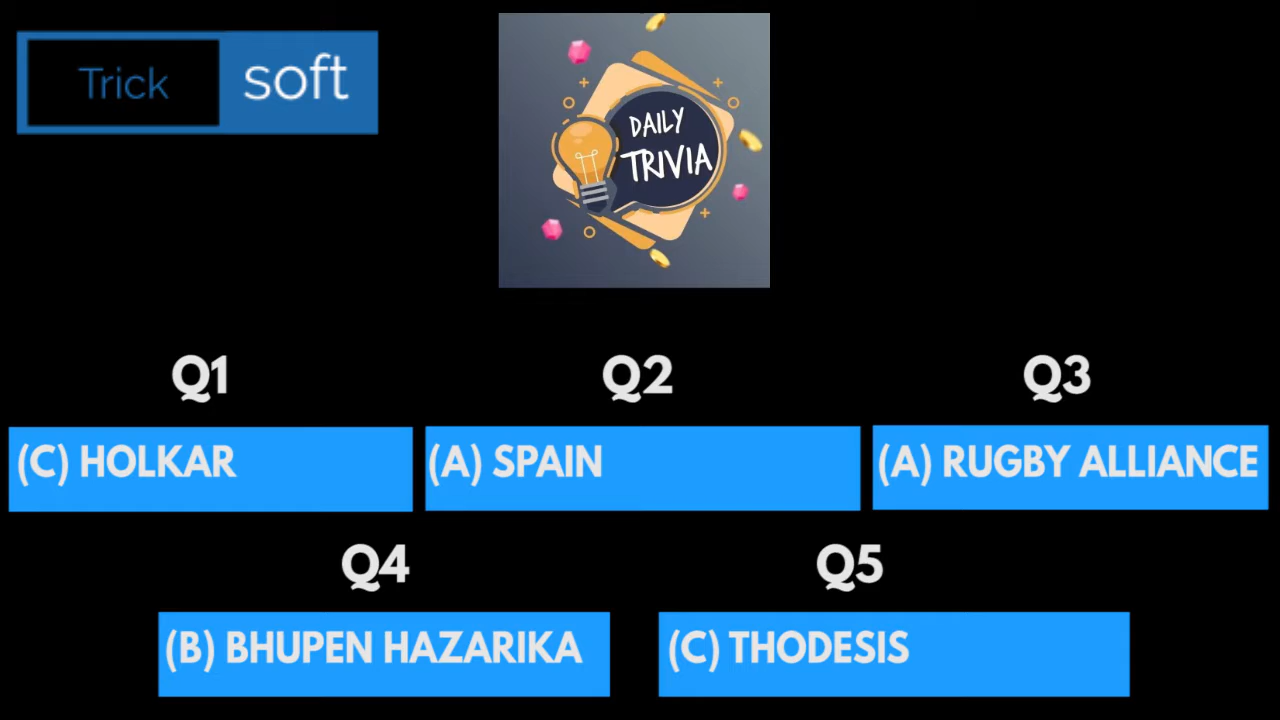 Trick soft
DAILY
TRIVIA
Q1
Q2
Q3
(C) HOLKAR
(A) SPAIN
(A) RUGBY ALLIANCE
Q4
Q5
(B) BHUPEN HAZARIKA
(C) THODESIS